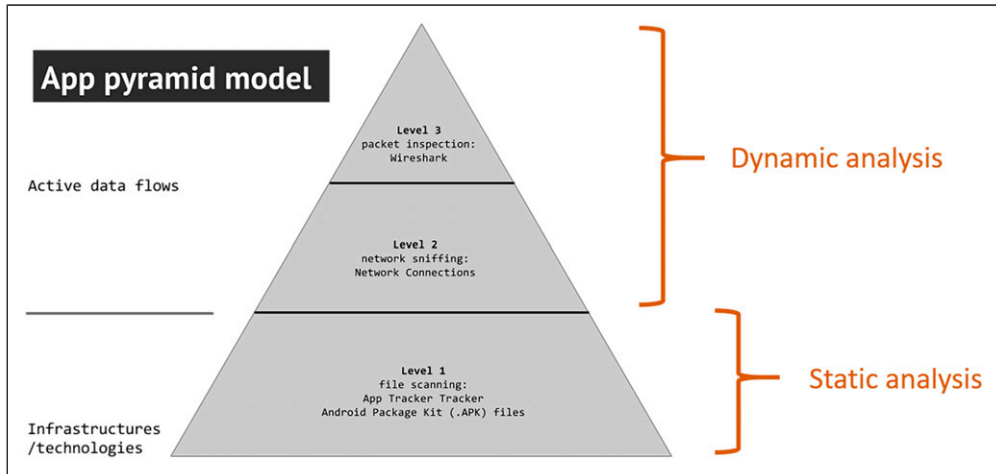 App pyramid model
Level 3
packet inspection:
Wireshark
Dynamic analysis
Active data flows
Level 2
network sniffing:
Network Connections
Level 1
file scanning:
App Tracker Tracker
Android Package Kit (.APK) files
Static analysis
Infrastructures
/technologies